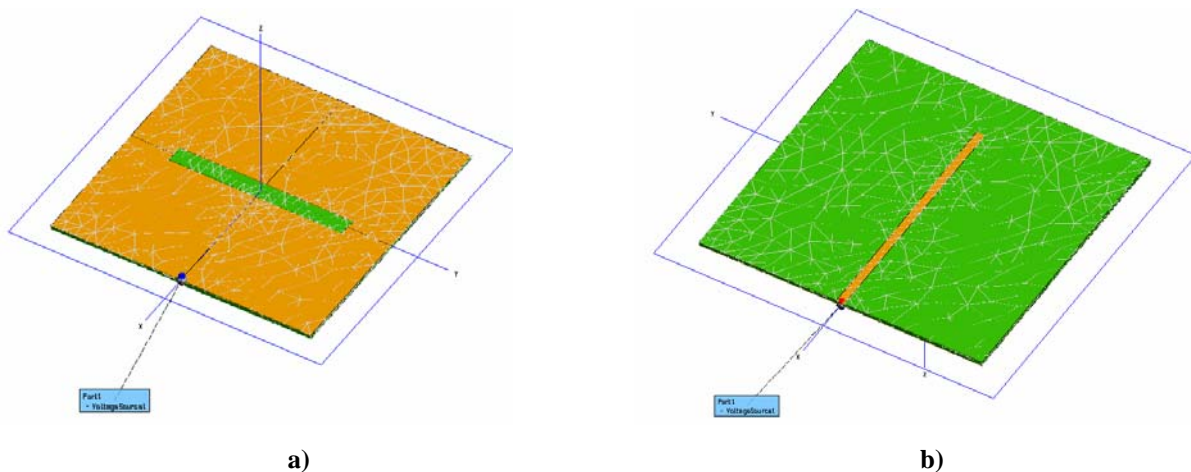 Z
Y
X
Port1
- VoltageSource1
a)
Y
X
Z
Port1
- VoltageSource1
b)